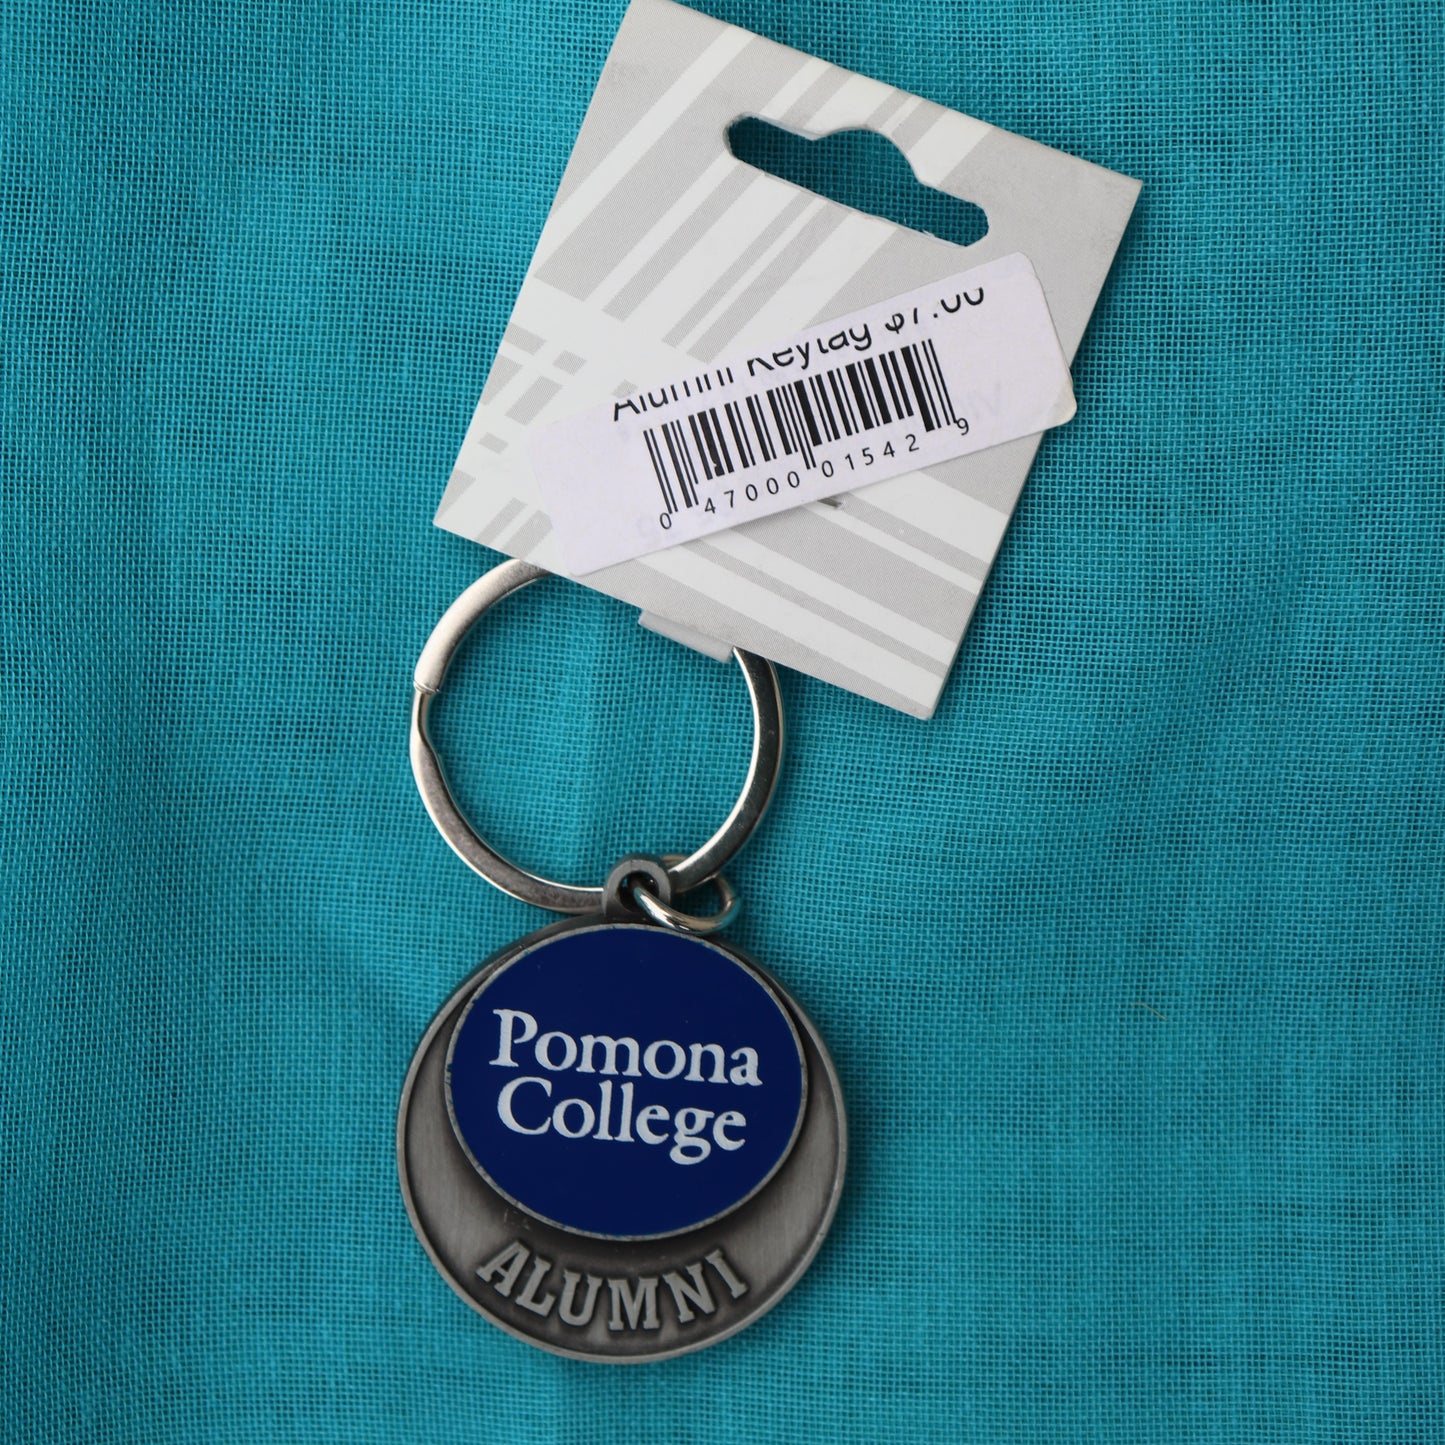 Alumni Keytag $7.00
0 47000 01542 9
Pomona
College
ALUMNI